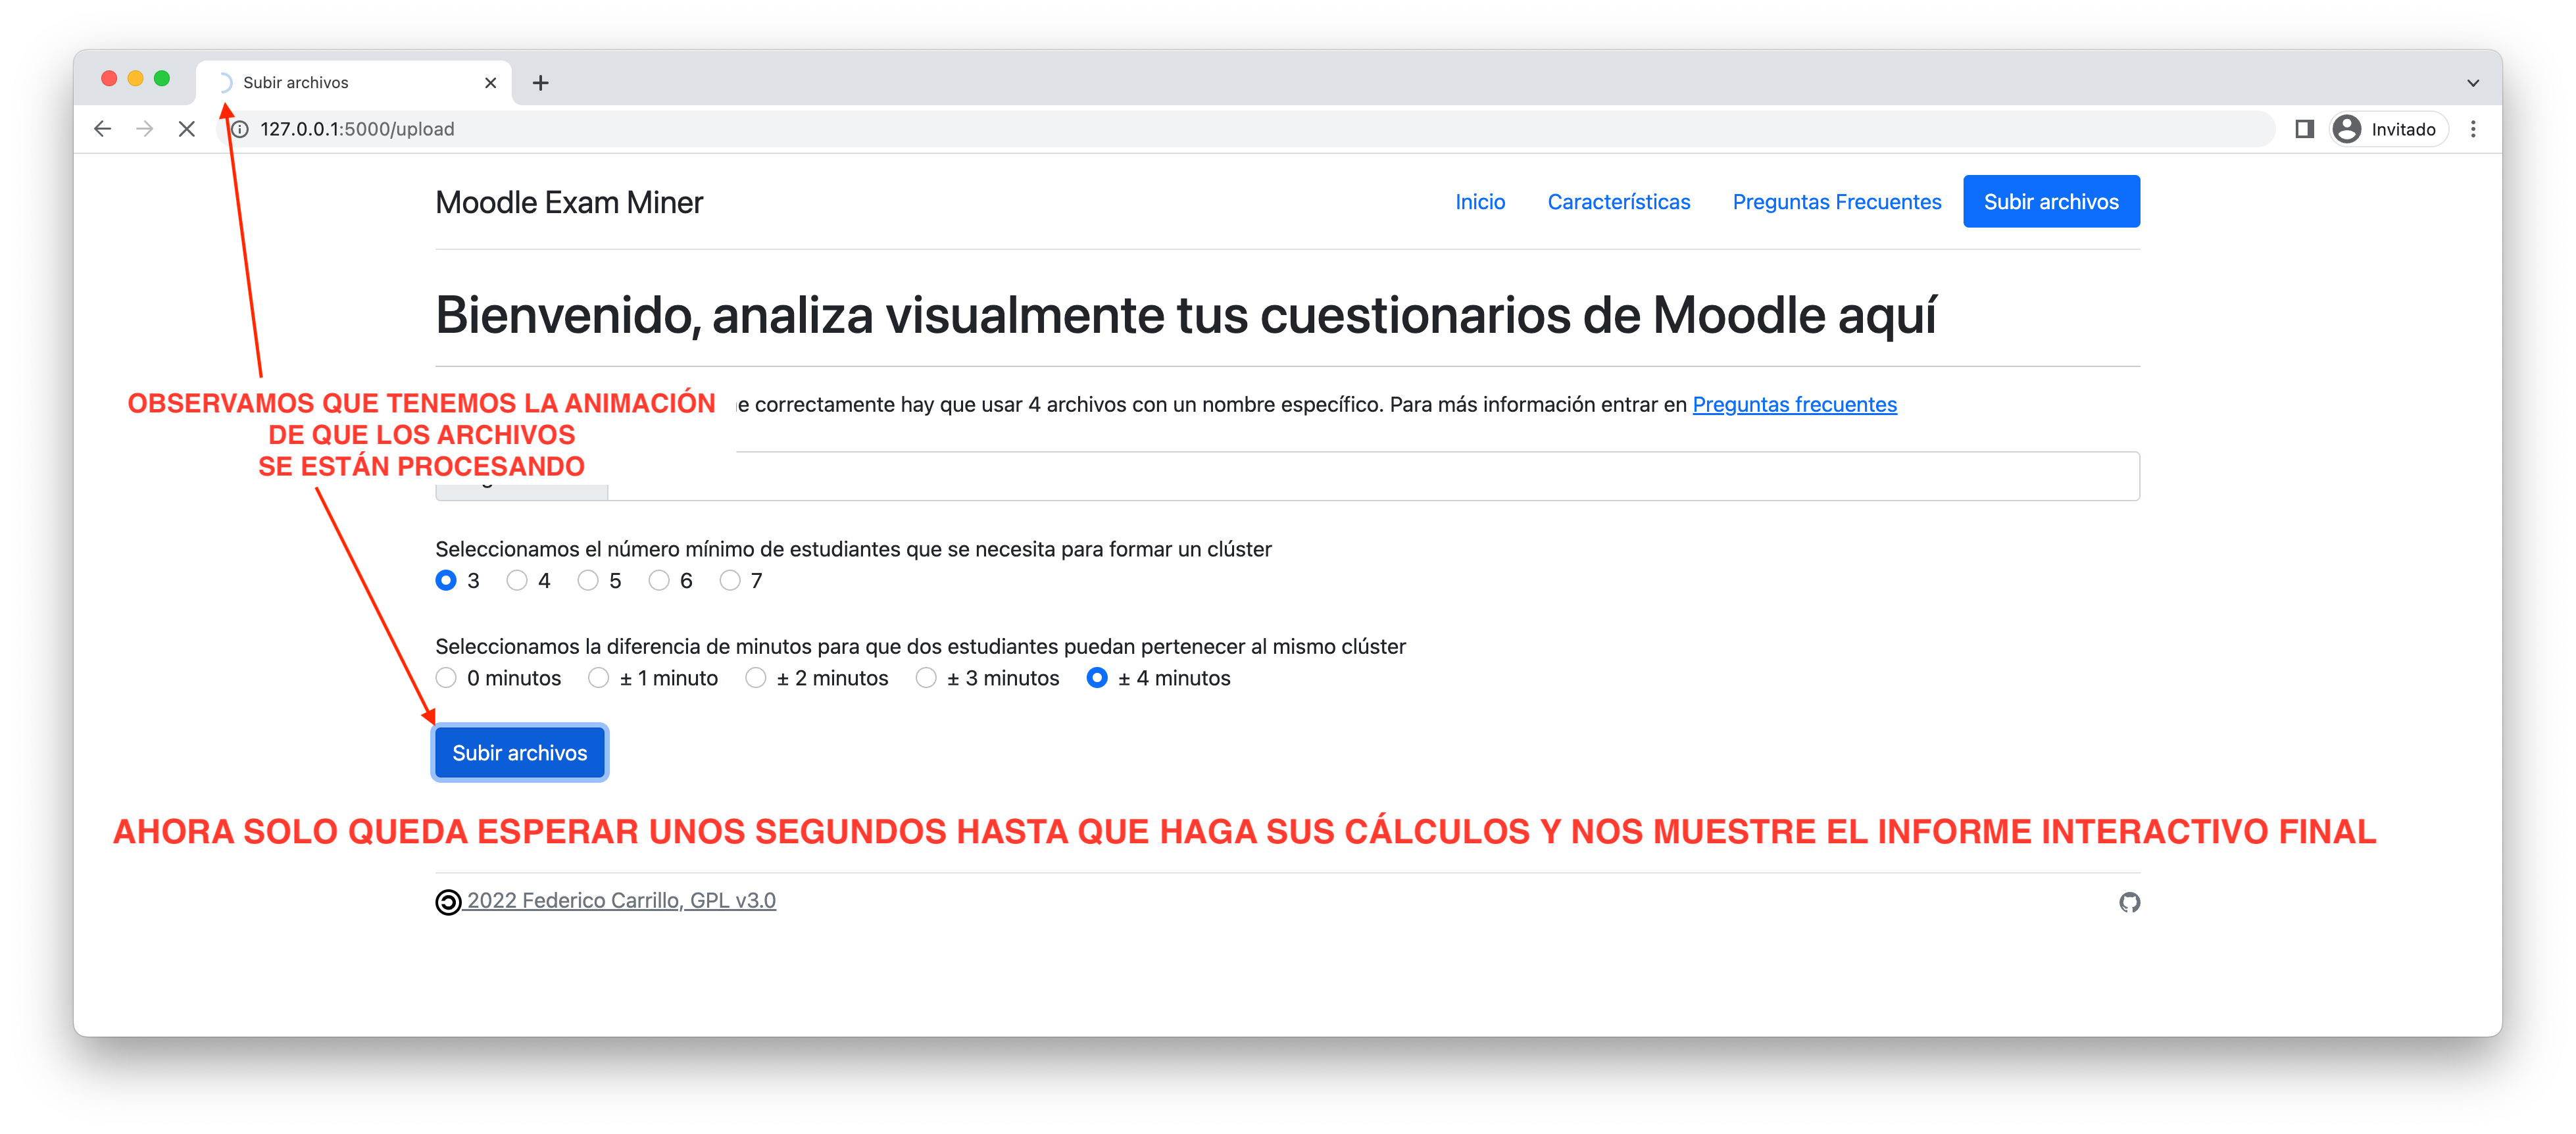 Subir archivos
127.0.0.1:5000/upload
Invitado
Moodle Exam Miner
Inicio
Características
Preguntas Frecuentes
Subir archivos
Bienvenido, analiza visualmente tus cuestionarios de Moodle aquí
OBSERVAMOS QUE TENEMOS LA ANIMACIÓN
DE QUE LOS ARCHIVOS
SE ESTÁN PROCESANDO
correctamente hay que usar 4 archivos con un nombre específico. Para más información entrar en Preguntas frecuentes
Seleccionamos el número mínimo de estudiantes que se necesita para formar un clúster
3 4 5 6 7
Seleccionamos la diferencia de minutos para que dos estudiantes puedan pertenecer al mismo clúster
0 minutos ± 1 minuto ± 2 minutos ± 3 minutos ± 4 minutos
Subir archivos
AHORA SOLO QUEDA ESPERAR UNOS SEGUNDOS HASTA QUE HAGA SUS CÁLCULOS Y NOS MUESTRE EL INFORME INTERACTIVO FINAL
2022 Federico Carrillo, GPL v3.0